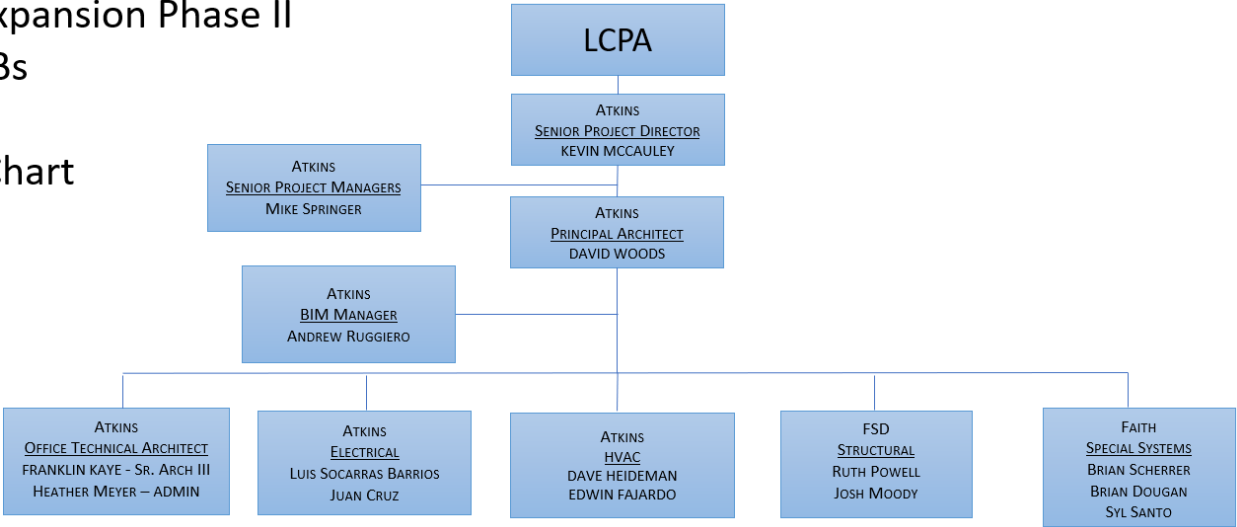 xpansion Phase II
Bs
Chart
LCPA
ATKINS
SENIOR PROJECT DIRECTOR
KEVIN MCCAULEY
ATKINS
SENIOR PROJECT MANAGERS
MIKE SPRINGER
ATKINS
PRINCIPAL ARCHITECT
DAVID WOODS
ATKINS
BIM MANAGER
ANDREW RUGGIERO
ATKINS
OFFICE TECHNICAL ARCHITECT
FRANKLIN KAYE - SR. ARCH III
HEATHER MEYER – ADMIN
ATKINS
ELECTRICAL
LUIS SOCARRAS BARRIOS
JUAN CRUZ
ATKINS
HVAC
DAVE HEIDEMAN
EDWIN FAJARDO
FSD
STRUCTURAL
RUTH POWELL
JOSH MOODY
FAITH
SPECIAL SYSTEMS
BRIAN SCHERRER
BRIAN DOUGAN
SYL SANTO